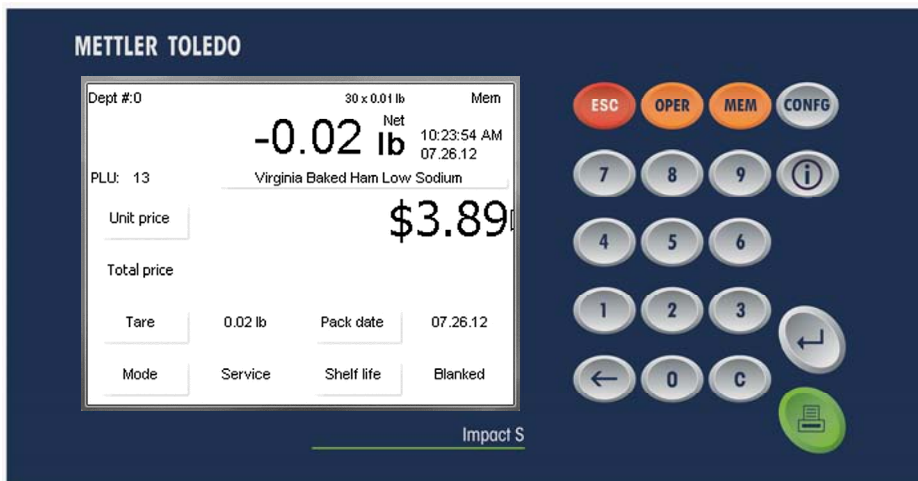 METTLER TOLEDO
Dept #:0 30 x 0.01 lb Mem
-0.02 lb Net 10:23:54 AM
07.26.12
PLU: 13 Virginia Baked Ham Low Sodium
Unit price $3.89
Total price
Tare 0.02 lb Pack date 07.26.12
Mode Service Shelf life Blanked
Impact S
ESC OPER MEM CONFG
7 8 9 i
4 5 6
1 2 3
0 C